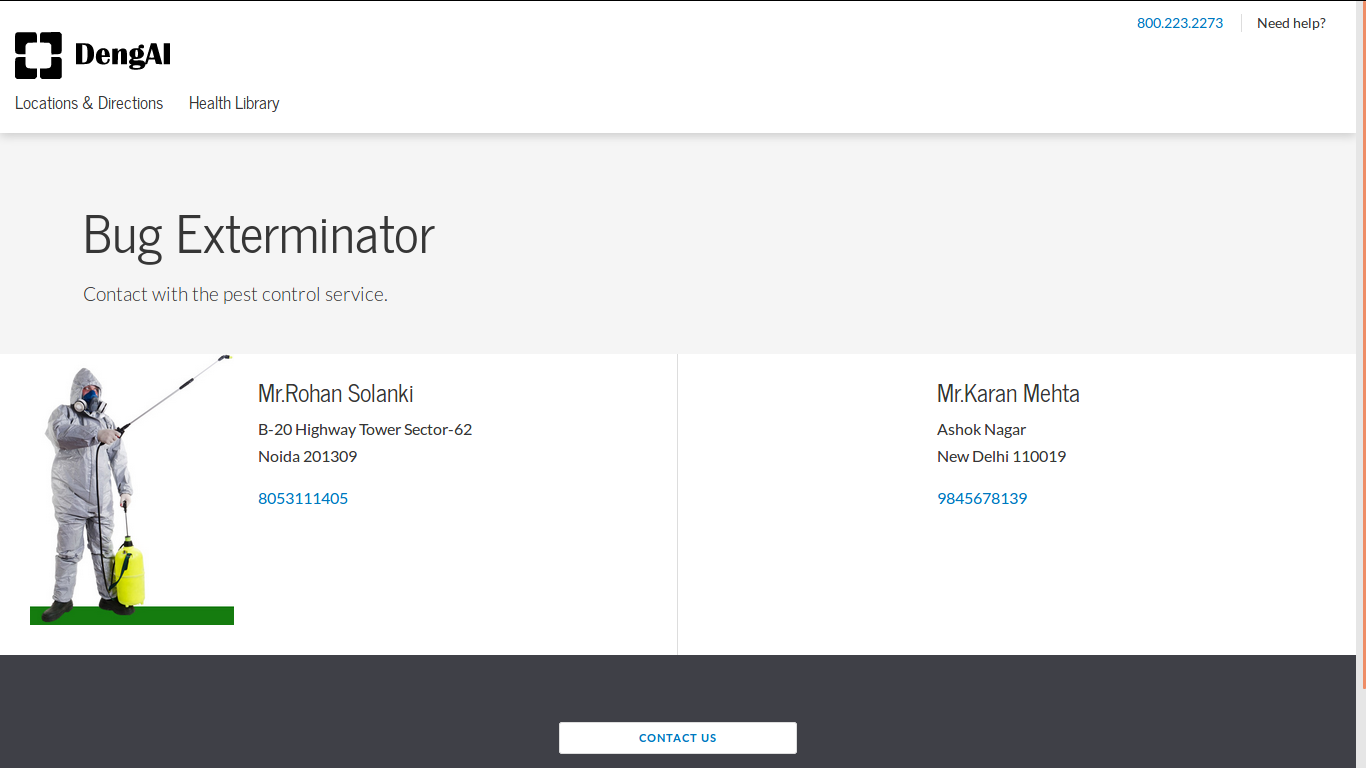 800.223.2273
Need help?
DengAI
Locations & Directions
Health Library
Bug Exterminator
Contact with the pest control service.
Mr.Rohan Solanki
B-20 Highway Tower Sector-62
Noida 201309
8053111405
Mr.Karan Mehta
Ashok Nagar
New Delhi 110019
9845678139
CONTACT US